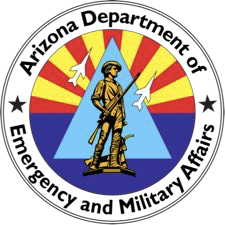 Arizona Department of
Emergency and Military Affairs